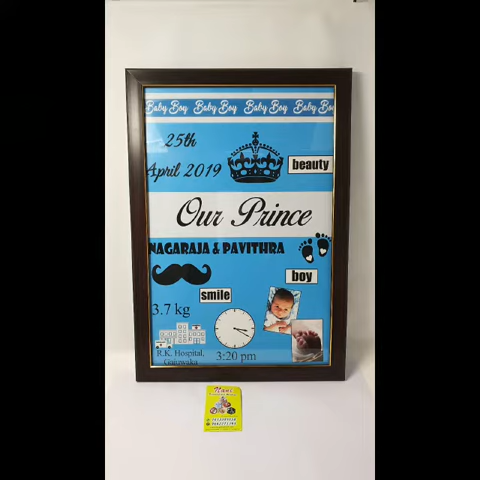 Baby Boy Baby Boy Baby Boy Baby Bo
25th
April 2019
beauty
Our Prince
NAGARAJA & PAVITHRA
boy
smile
3.7 kg
R.K. Hospital,
Gajuwaka
3:20 pm